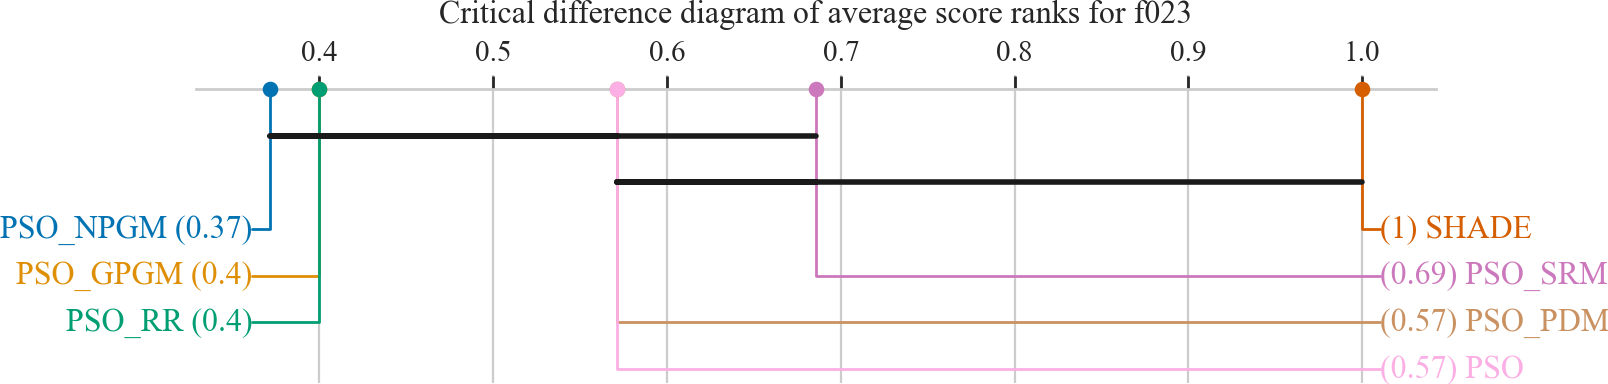 Critical difference diagram of average score ranks for f023
0.4 0.5 0.6 0.7 0.8 0.9 1.0
PSO_NPGM (0.37)
(1) SHADE
PSO_GPGM (0.4)
(0.69) PSO_SRM
PSO_RR (0.4)
(0.57) PSO_PDM
(0.57) PSO